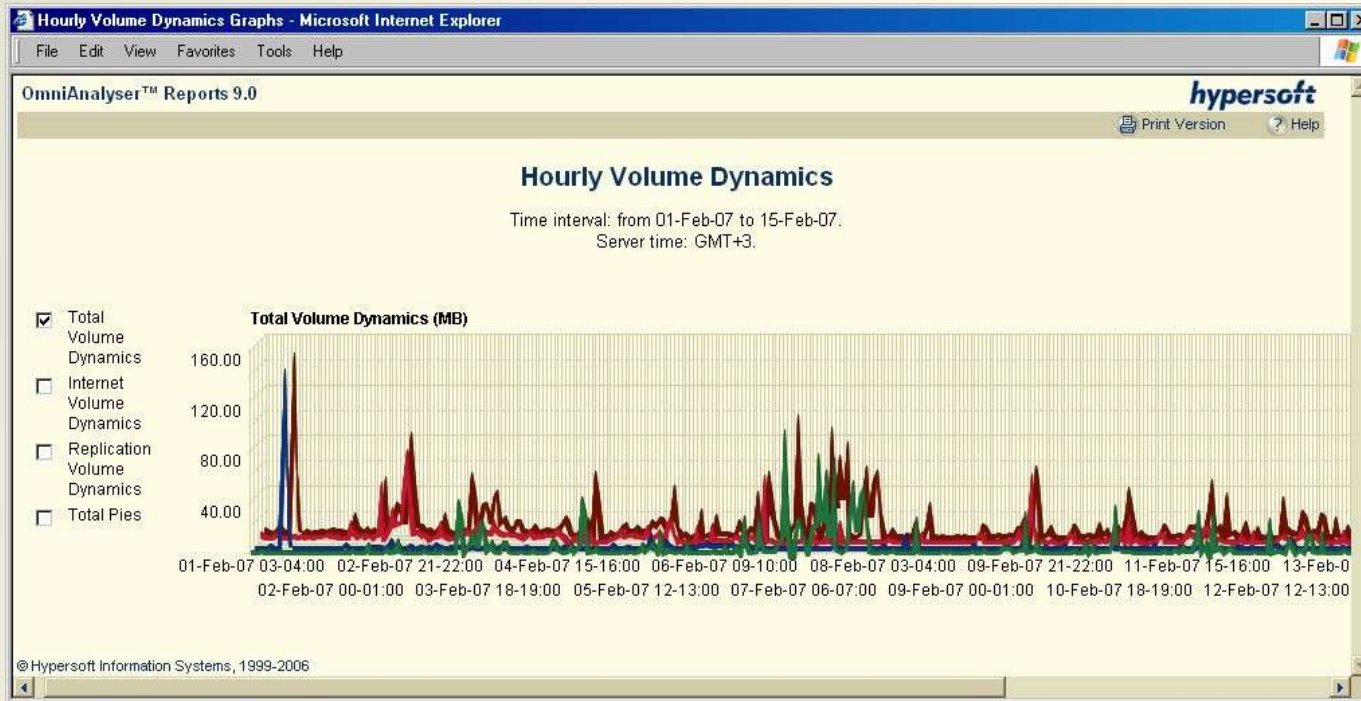 Hourly Volume Dynamics Graphs - Microsoft Internet Explorer
File Edit View Favorites Tools Help
OmniAnalyser™ Reports 9.0
hypersoft
Print Version ? Help
Hourly Volume Dynamics
Time interval: from 01-Feb-07 to 15-Feb-07.
Server time: GMT+3.
Total
Volume
Dynamics
Internet
Volume
Dynamics
Replication
Volume
Dynamics
Total Pies
Total Volume Dynamics (MB)
160.00
120.00
80.00
40.00
01-Feb-07 03-04:00 02-Feb-07 21-22:00 04-Feb-07 15-16:00 06-Feb-07 09-10:00 08-Feb-07 03-04:00 09-Feb-07 21-22:00 11-Feb-07 15-16:00 13-Feb-0
02-Feb-07 00-01:00 03-Feb-07 18-19:00 05-Feb-07 12-13:00 07-Feb-07 06-07:00 09-Feb-07 00-01:00 10-Feb-07 18-19:00 12-Feb-07 12-13:00
© Hypersoft Information Systems, 1999-2006